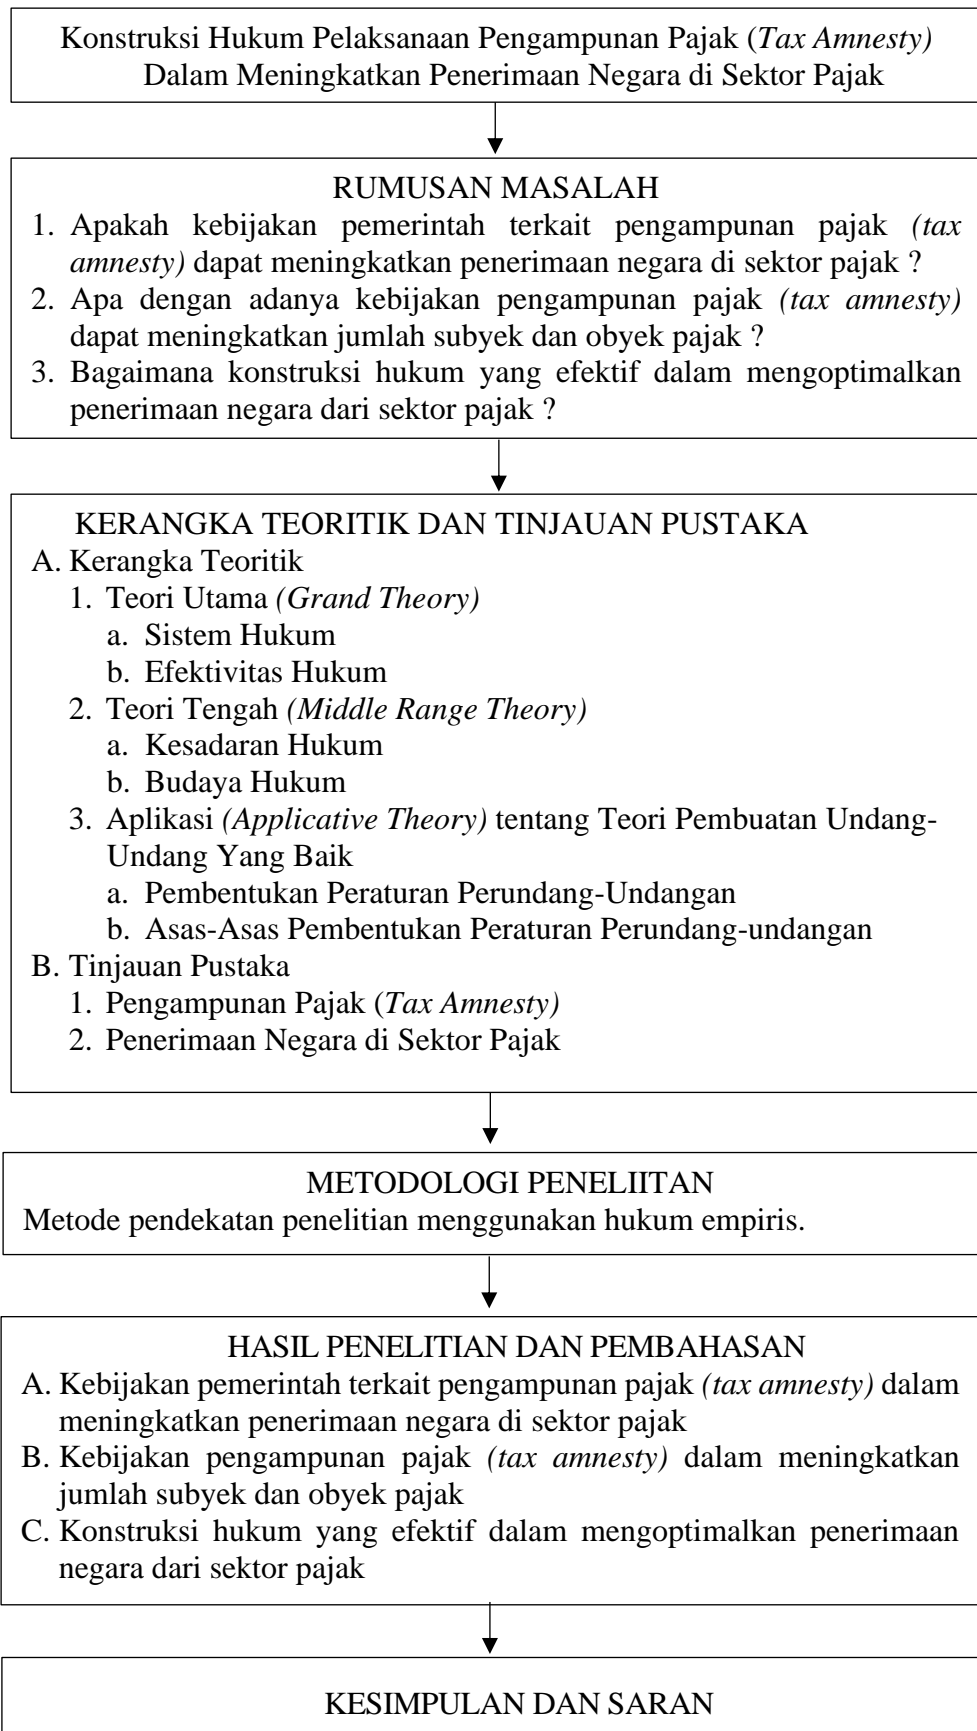 Konstruksi Hukum Pelaksanaan Pengampunan Pajak (Tax Amnesty)
Dalam Meningkatkan Penerimaan Negara di Sektor Pajak
RUMUSAN MASALAH
1. Apakah kebijakan pemerintah terkait pengampunan pajak (tax
amnesty) dapat meningkatkan penerimaan negara di sektor pajak ?
2. Apa dengan adanya kebijakan pengampunan pajak (tax amnesty)
dapat meningkatkan jumlah subyek dan obyek pajak ?
3. Bagaimana konstruksi hukum yang efektif dalam mengoptimalkan
penerimaan negara dari sektor pajak ?
KERANGKA TEORITIK DAN TINJAUAN PUSTAKA
A. Kerangka Teoritik
1. Teori Utama (Grand Theory)
a. Sistem Hukum
b. Efektivitas Hukum
2. Teori Tengah (Middle Range Theory)
a. Kesadaran Hukum
b. Budaya Hukum
3. Aplikasi (Applicative Theory) tentang Teori Pembuatan Undang-
Undang Yang Baik
a. Pembentukan Peraturan Perundang-Undangan
b. Asas-Asas Pembentukan Peraturan Perundang-undangan
B. Tinjauan Pustaka
1. Pengampunan Pajak (Tax Amnesty)
2. Penerimaan Negara di Sektor Pajak
METODOLOGI PENELIITAN
Metode pendekatan penelitian menggunakan hukum empiris.
HASIL PENELITIAN DAN PEMBAHASAN
A. Kebijakan pemerintah terkait pengampunan pajak (tax amnesty) dalam
meningkatkan penerimaan negara di sektor pajak
B. Kebijakan pengampunan pajak (tax amnesty) dalam meningkatkan
jumlah subyek dan obyek pajak
C. Konstruksi hukum yang efektif dalam mengoptimalkan penerimaan
negara dari sektor pajak
KESIMPULAN DAN SARAN